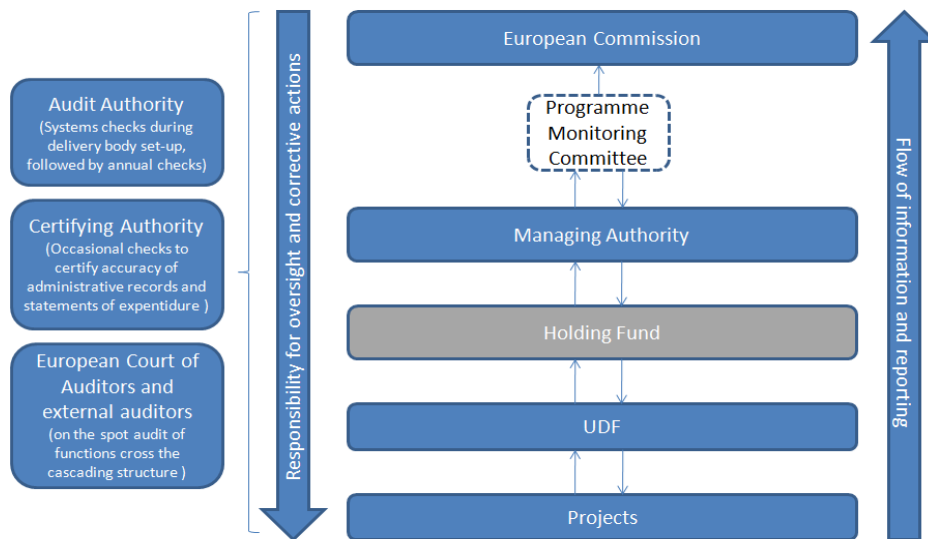 European Commission
Audit Authority
(Systems checks during
delivery body set-up,
followed by annual checks)
Certifying Authority
(Occasional checks to
certify accuracy of
administrative records and
statements of expentidure )
European Court of
Auditors and
external auditors
(on the spot audit of
functions cross the
cascading structure )
Responsibility for oversight and corrective actions
Programme
Monitoring
Committee
Managing Authority
Holding Fund
UDF
Projects
Flow of information and reporting